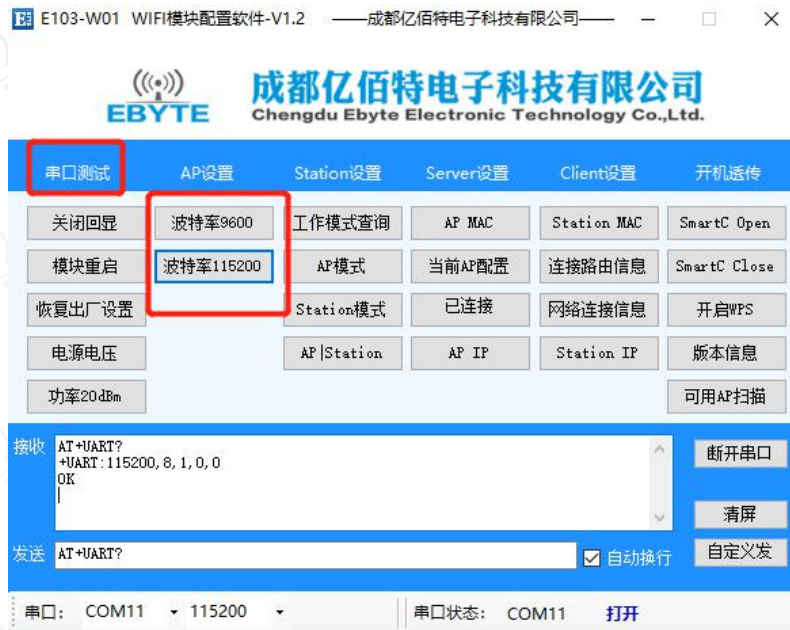 E103-W01 WIFI模块配置软件-V1.2 ——成都亿佰特电子科技有限公司——
EBYTE 成都亿佰特电子科技有限公司
Chengdu Ebyte Electronic Technology Co.,Ltd.
串口测试 AP设置 Station设置 Server设置 Client设置 开机透传
关闭回显 波特率9600 工作模式查询 AP MAC Station MAC SmartC Open
模块重启 波特率115200 AP模式 当前AP配置 连接路由信息 SmartC Close
恢复出厂设置 Station模式 已连接 网络连接信息 开启WPS
电源电压 AP|Station AP IP Station IP 版本信息
功率20dBm 可用AP扫描
接收 AT+UART?
+UART:115200,8,1,0,0
OK
断开串口
清屏
发送 AT+UART? 自动换行 自定义发
串口: COM11 115200 串口状态: COM11 打开